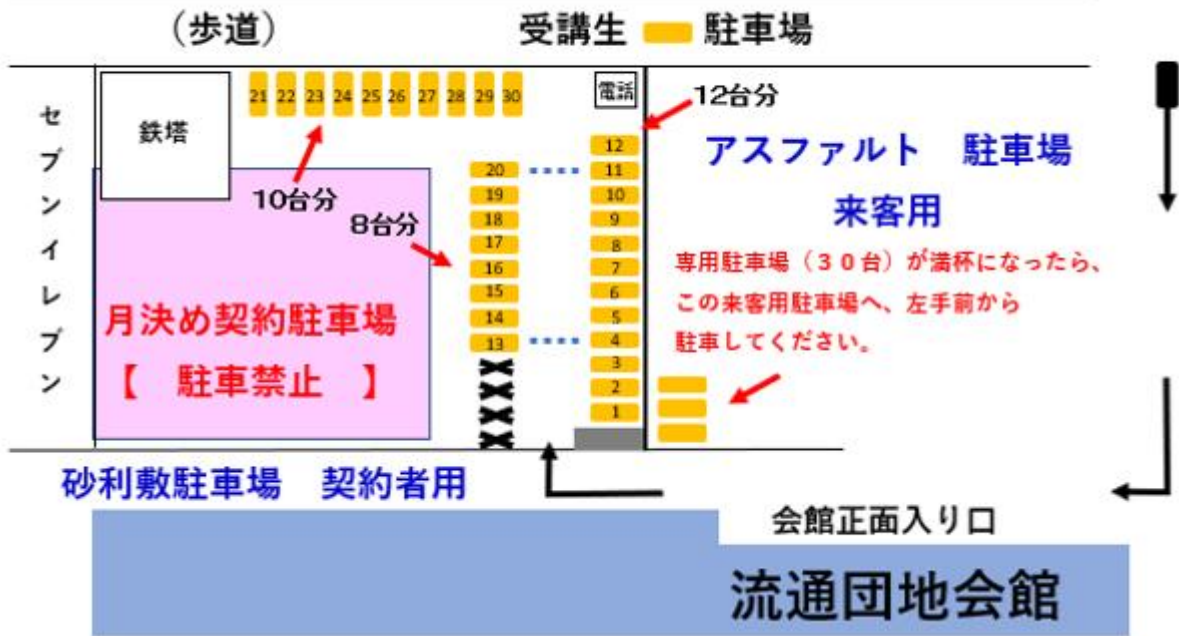 （歩道）
受講生 駐車場
セブンイレブン
鉄塔
21 22 23 24 25 26 27 28 29 30
電話
12台分
10台分
8台分
20
19
18
17
16
15
14
13
12
11
10
9
8
7
6
5
4
3
2
1
アスファルト 駐車場
来客用
専用駐車場（３０台）が満杯になったら、
この来客用駐車場へ、左手前から
駐車してください。
月決め契約駐車場
【 駐車禁止 】
砂利敷駐車場 契約者用
会館正面入り口
流通団地会館